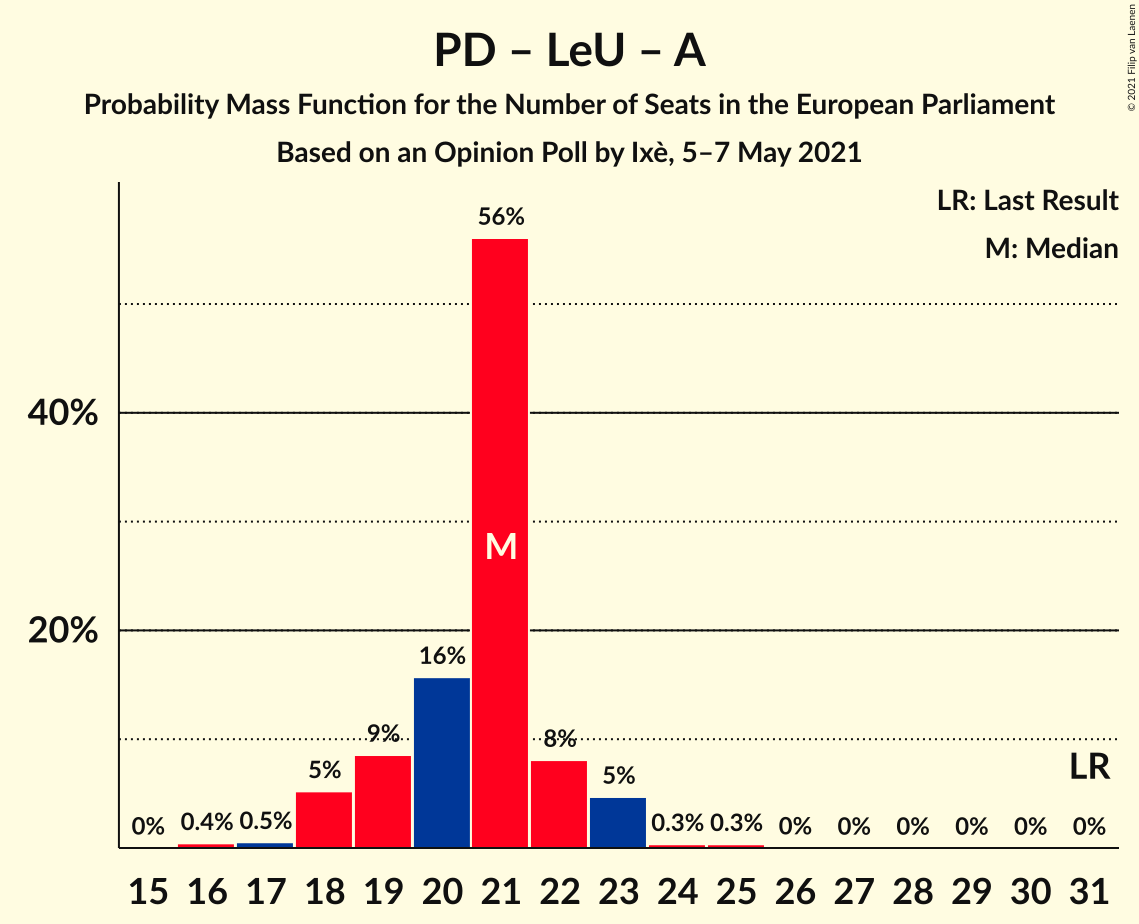 PD – LeU – A
Probability Mass Function for the Number of Seats in the European Parliament
Based on an Opinion Poll by Ixè, 5–7 May 2021
© 2021 Filip van Laenen
LR: Last Result
M: Median
56%
40%
M
20%
16%
9%
8%
5%
5%
LR
0%
0.4%
0.5%
0.3%
0.3%
0%
0%
0%
0%
0%
0%
15 16 17 18 19 20 21 22 23 24 25 26 27 28 29 30 31